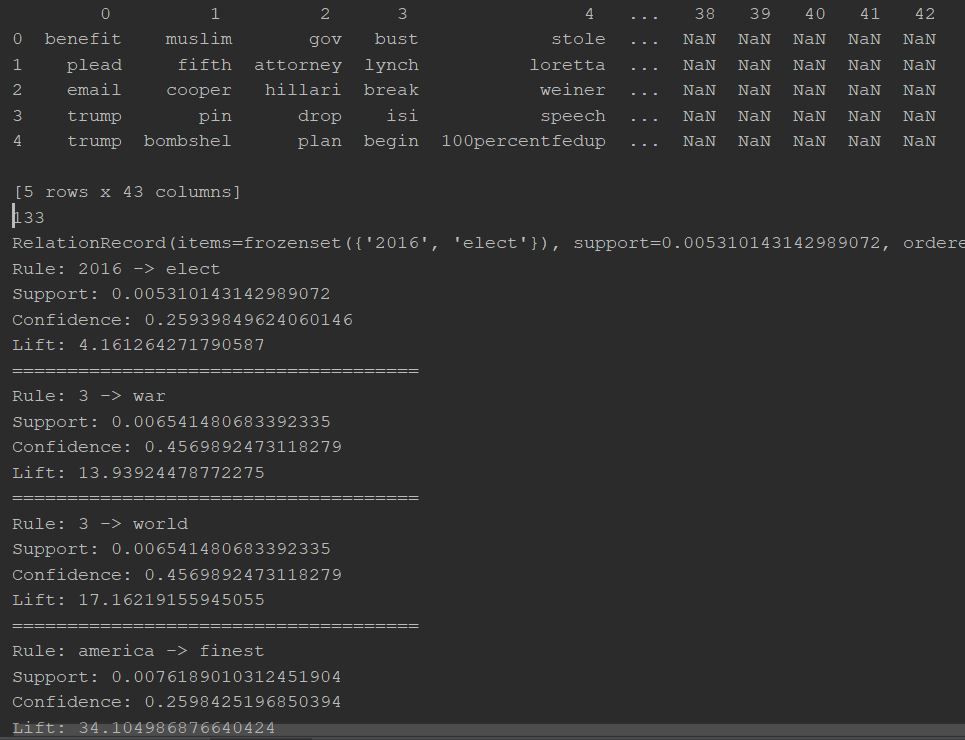 0 1 2 3 4 ... 38 39 40 41 42
0 benefit muslim gov bust stole ... NaN NaN NaN NaN NaN
1 plead fifth attorney lynch loretta ... NaN NaN NaN NaN NaN
2 email cooper hillari break weiner ... NaN NaN NaN NaN NaN
3 trump pin drop isi speech ... NaN NaN NaN NaN NaN
4 trump bombshel plan begin 100percentfedup ... NaN NaN NaN NaN NaN
[5 rows x 43 columns]
133
RelationRecord(items=frozenset({'2016', 'elect'}), support=0.005310143142989072, ordere
Rule: 2016 -> elect
Support: 0.005310143142989072
Confidence: 0.25939849624060146
Lift: 4.161264271790587
=====================================
Rule: 3 -> war
Support: 0.006541480683392335
Confidence: 0.4569892473118279
Lift: 13.93924478772275
=====================================
Rule: 3 -> world
Support: 0.006541480683392335
Confidence: 0.4569892473118279
Lift: 17.16219155945055
=====================================
Rule: america -> finest
Support: 0.0076189010312451904
Confidence: 0.2598425196850394
Lift: 34.104986876640424